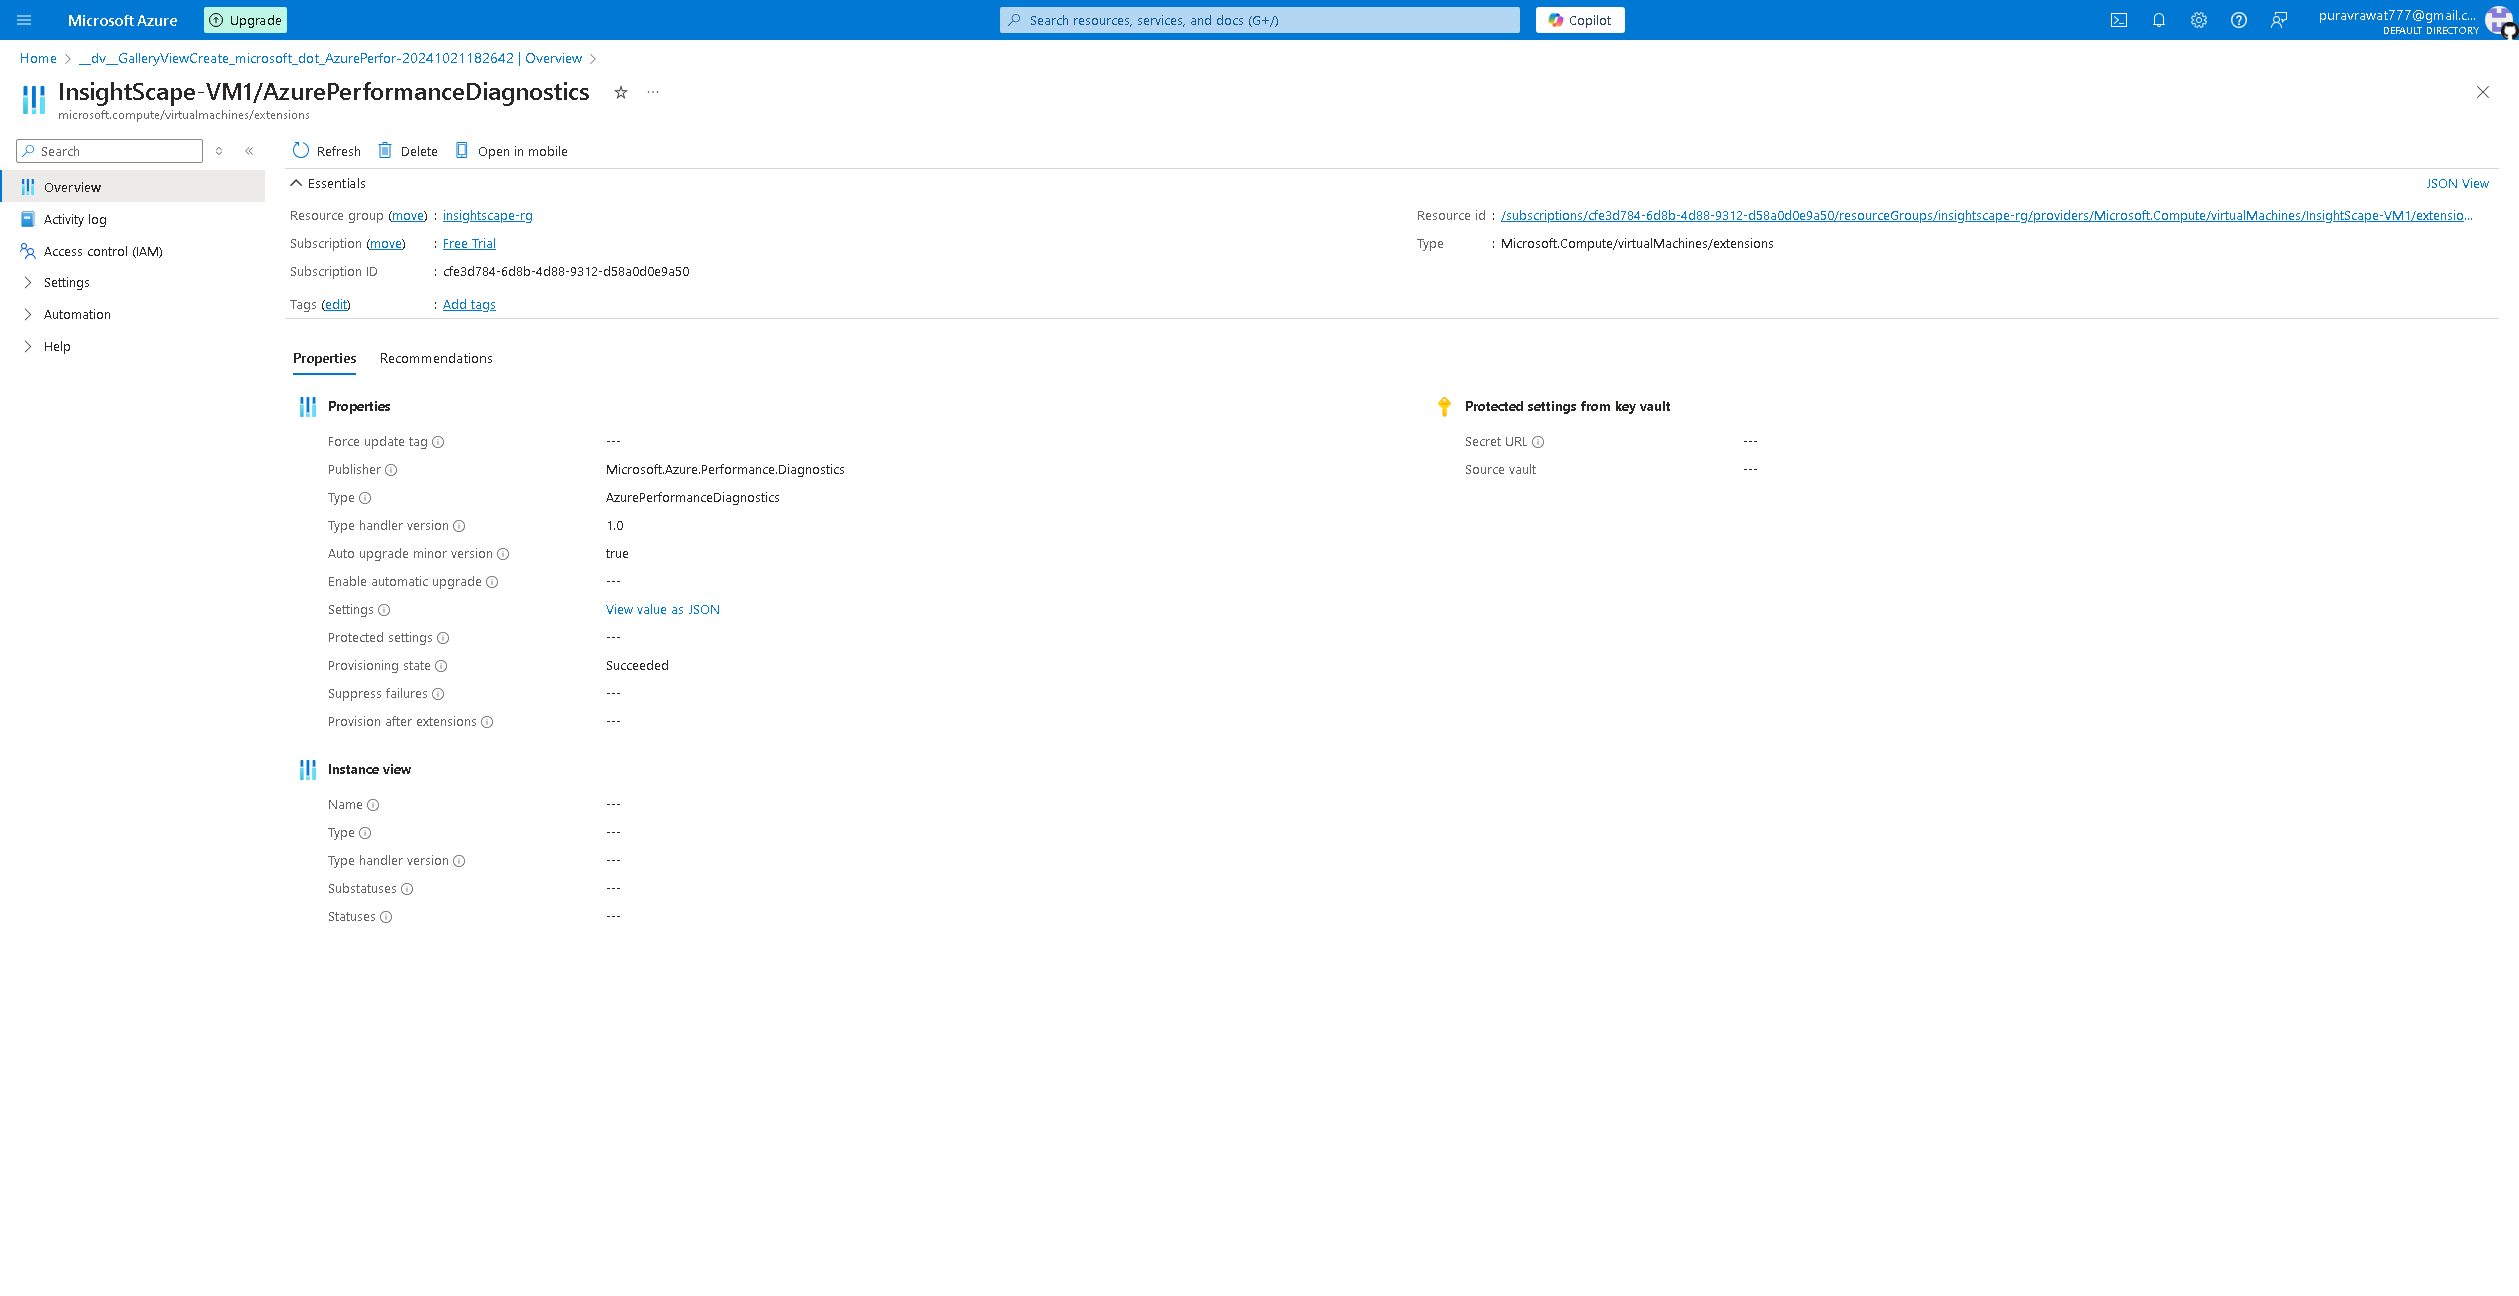 Microsoft Azure
Upgrade
Search resources, services, and docs (G+/)
Copilot
puravrawat777@gmail.c...
DEFAULT DIRECTORY
Home
__dv__GalleryViewCreate_microsoft_dot_AzurePerfor-20241021182642 | Overview
InsightScape-VM1/AzurePerformanceDiagnostics
microsoft.compute/virtualmachines/extensions
Search
Refresh
Delete
Open in mobile
Overview
Activity log
Access control (IAM)
Settings
Automation
Help
Essentials
JSON View
Resource group (move) : insightscape-rg
Subscription (move) : Free Trial
Subscription ID : cfe3d784-6d8b-4d88-9312-d58a0d0e9a50
Tags (edit) : Add tags
Resource id : /subscriptions/cfe3d784-6d8b-4d88-9312-d58a0d0e9a50/resourceGroups/insightscape-rg/providers/Microsoft.Compute/virtualMachines/InsightScape-VM1/extensio...
Type : Microsoft.Compute/virtualMachines/extensions
Properties
Recommendations
Properties
Force update tag ---
Publisher Microsoft.Azure.Performance.Diagnostics
Type AzurePerformanceDiagnostics
Type handler version 1.0
Auto upgrade minor version true
Enable automatic upgrade ---
Settings View value as JSON
Protected settings ---
Provisioning state Succeeded
Suppress failures ---
Provision after extensions ---
Instance view
Name ---
Type ---
Type handler version ---
Substatuses ---
Statuses ---
Protected settings from key vault
Secret URL ---
Source vault ---